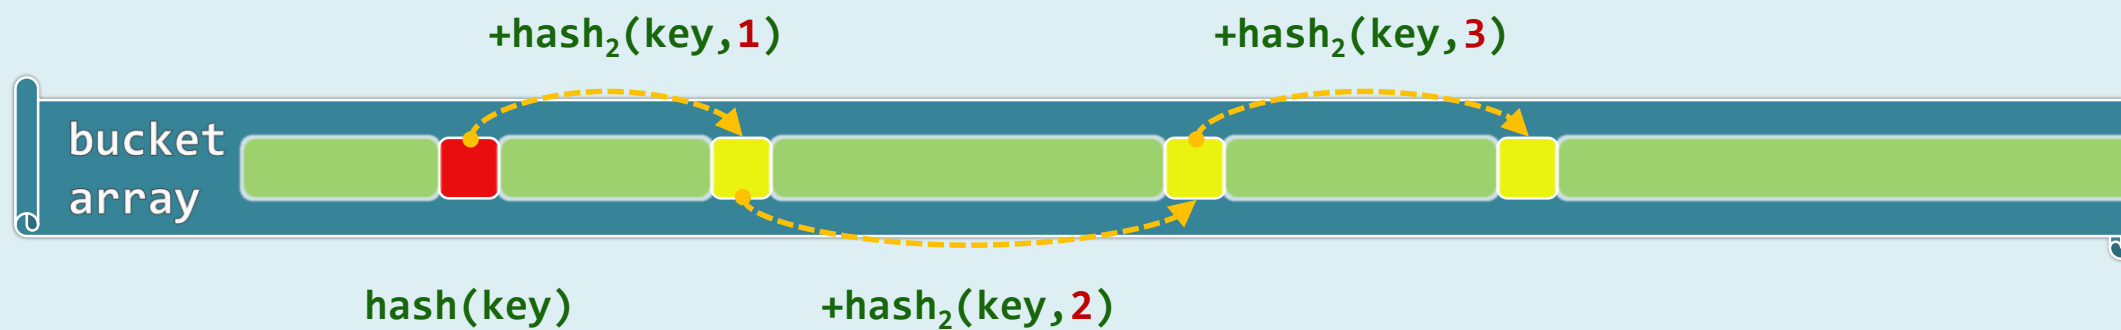 +hash₂(key,1)
+hash₂(key,3)
bucket
array
hash(key)
+hash₂(key,2)